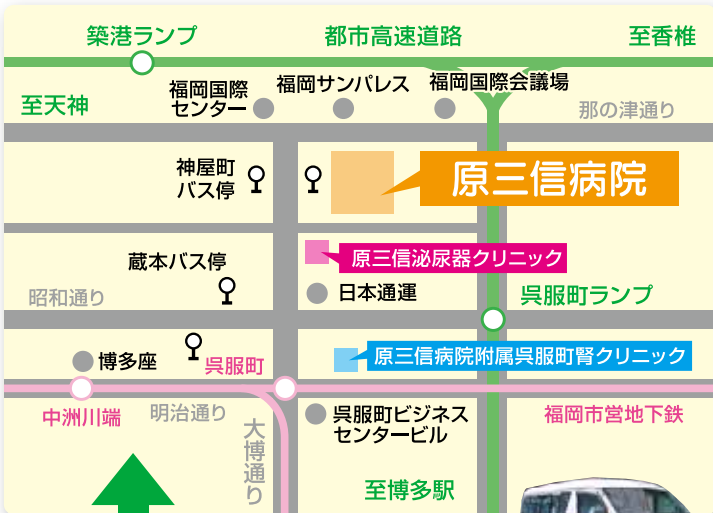 築港ランプ
都市高速道路
至香椎
至天神
福岡国際
センター
福岡サンパレス
福岡国際会議場
那の津通り
神屋町
バス停
原三信病院
蔵本バス停
原三信泌尿器クリニック
昭和通り
日本通運
呉服町ランプ
博多座
呉服町
原三信病院附属呉服町腎クリニック
中洲川端
明治通り
大博通り
呉服町ビジネス
センタービル
福岡市営地下鉄
至博多駅